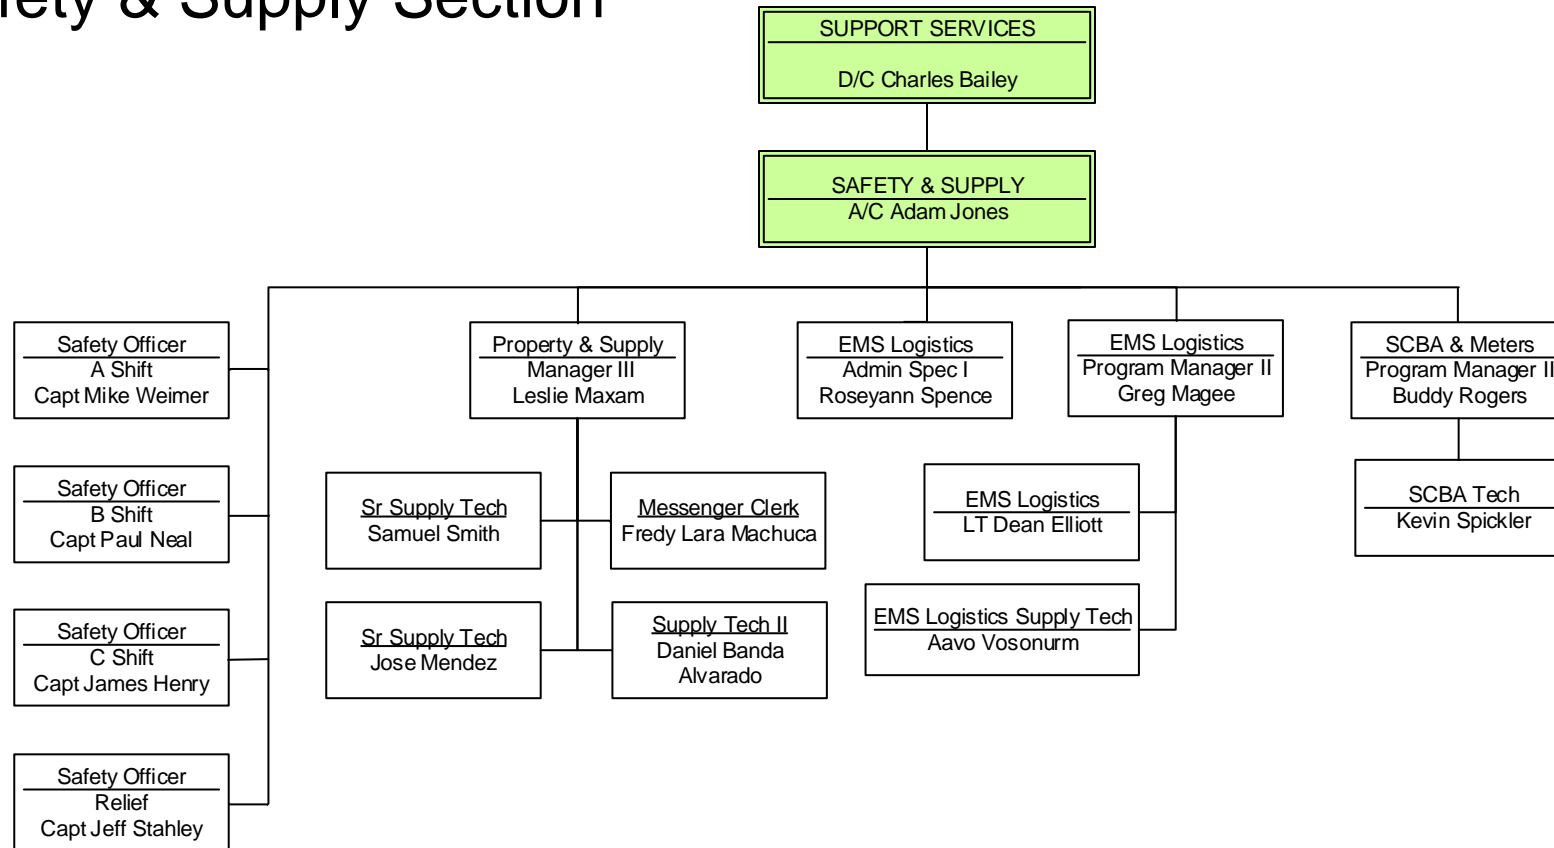 & Supply Section
SUPPORT SERVICES
D/C Charles Bailey
SAFETY & SUPPLY
A/C Adam Jones
Safety Officer
A Shift
Capt Mike Weimer
Property & Supply
Manager III
Leslie Maxam
EMS Logistics
Admin Spec I
Roseyann Spence
EMS Logistics
Program Manager II
Greg Magee
SCBA & Meters
Program Manager II
Buddy Rogers
Safety Officer
B Shift
Capt Paul Neal
Sr Supply Tech
Samuel Smith
Messenger Clerk
Fredy Lara Machuca
EMS Logistics
LT Dean Elliott
SCBA Tech
Kevin Spickler
Safety Officer
C Shift
Capt James Henry
Sr Supply Tech
Jose Mendez
Supply Tech II
Daniel Banda
Alvarado
EMS Logistics Supply Tech
Aavo Vosonurm
Safety Officer
Relief
Capt Jeff Stahley